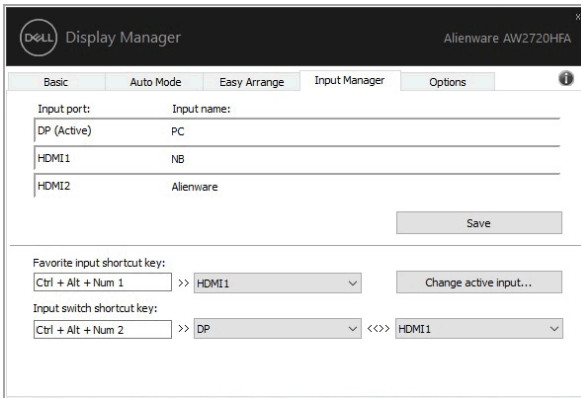 DELL Display Manager Alienware AW2720HFA
x
Basic Auto Mode Easy Arrange Input Manager Options i
Input port: Input name:
DP (Active) PC
HDMI1 NB
HDMI2 Alienware
Save
Favorite input shortcut key:
Ctrl + Alt + Num 1 >> HDMI1 Change active input...
Input switch shortcut key:
Ctrl + Alt + Num 2 >> DP <<>> HDMI1